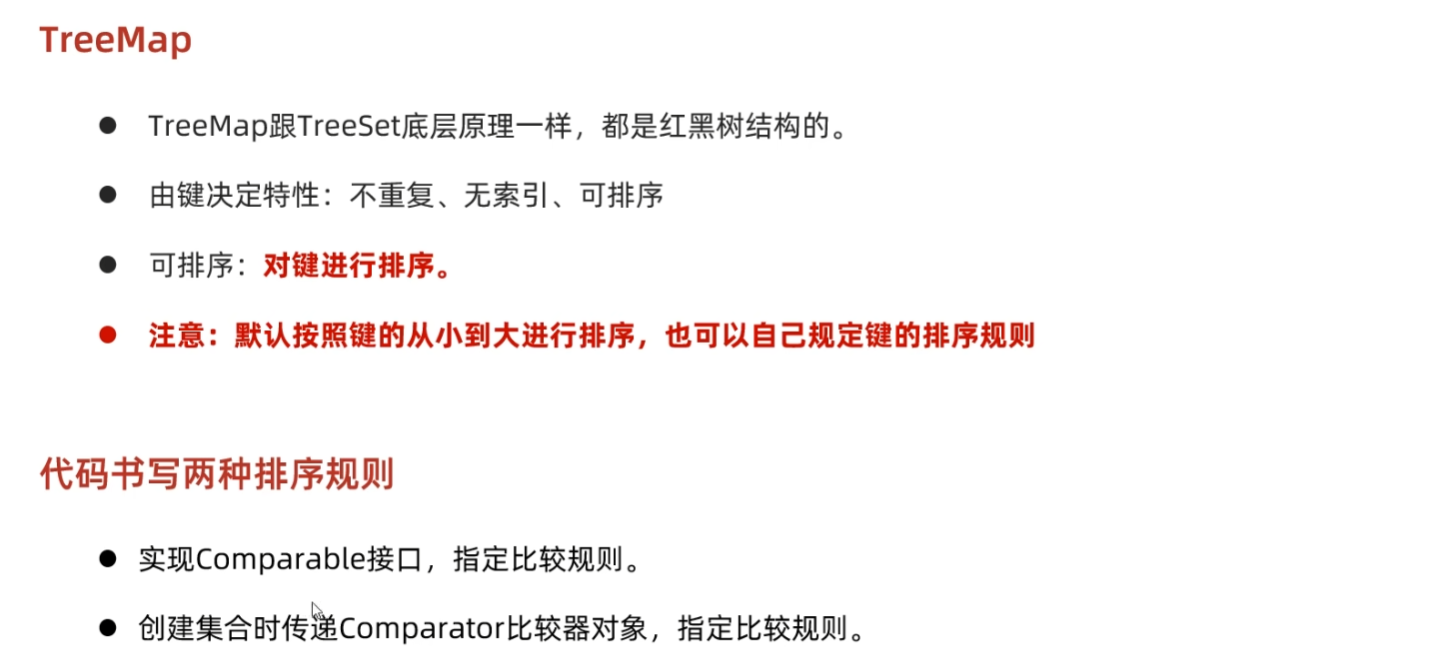 TreeMap
● TreeMap跟TreeSet底层原理一样，都是红黑树结构的。
● 由键决定特性：不重复、无索引、可排序
● 可排序：对键进行排序。
● 注意：默认按照键的从小到大进行排序，也可以自己规定键的排序规则
代码书写两种排序规则
● 实现Comparable接口，指定比较规则。
● 创建集合时传递Comparator比较器对象，指定比较规则。